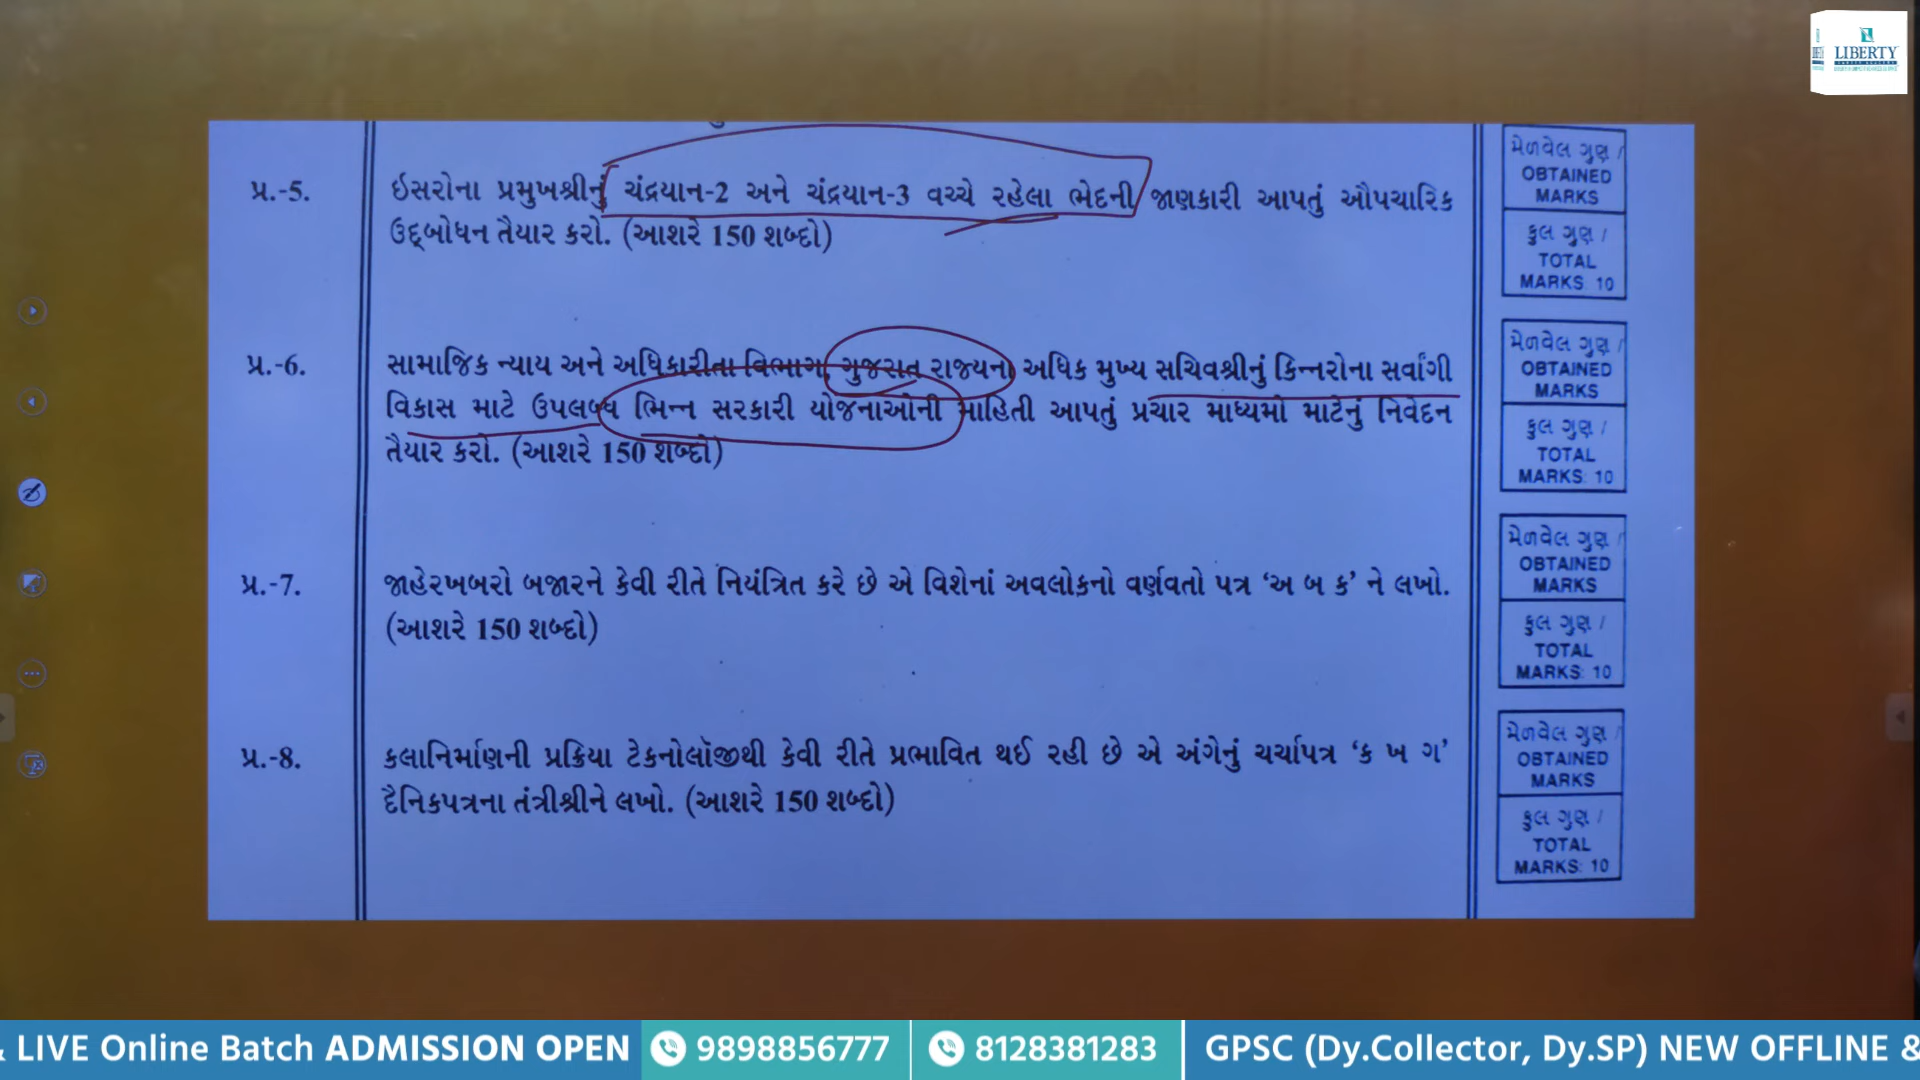 LIBERTY
પ્ર.-5. ઇસરોના પ્રમુખશ્રીનું ચંદ્રયાન-2 અને ચંદ્રયાન-3 વચ્ચે રહેલા ભેદની જાણકારી આપતું ઔપચારિક
ઉદ્‌બોધન તૈયાર કરો. (આશરે 150 શબ્દો)
મેળવેલ ગુણ /
OBTAINED
MARKS
કુલ ગુણ /
TOTAL
MARKS: 10
પ્ર.-6. સામાજિક ન્યાય અને અધિકારીતા વિભાગ, ગુજરાત રાજ્યના અધિક મુખ્ય સચિવશ્રીનું કિન્નરોના સર્વાંગી
વિકાસ માટે ઉપલબ્ધ ભિન્ન સરકારી યોજનાઓની માહિતી આપતું પ્રચાર માધ્યમો માટેનું નિવેદન
તૈયાર કરો. (આશરે 150 શબ્દો)
મેળવેલ ગુણ /
OBTAINED
MARKS
કુલ ગુણ /
TOTAL
MARKS: 10
પ્ર.-7. જાહેરખબરો બજારને કેવી રીતે નિયંત્રિત કરે છે એ વિશેનાં અવલોકનો વર્ણવતો પત્ર ‘અ બ ક’ ને લખો.
(આશરે 150 શબ્દો)
મેળવેલ ગુણ /
OBTAINED
MARKS
કુલ ગુણ /
TOTAL
MARKS: 10
પ્ર.-8. કલાનિર્માણની પ્રક્રિયા ટેકનોલૉજીથી કેવી રીતે પ્રભાવિત થઈ રહી છે એ અંગેનું ચર્ચાપત્ર ‘ક ખ ગ’
દૈનિકપત્રના તંત્રીશ્રીને લખો. (આશરે 150 શબ્દો)
મેળવેલ ગુણ /
OBTAINED
MARKS
કુલ ગુણ /
TOTAL
MARKS: 10
& LIVE Online Batch ADMISSION OPEN 9898856777 8128381283 GPSC (Dy.Collector, Dy.SP) NEW OFFLINE &